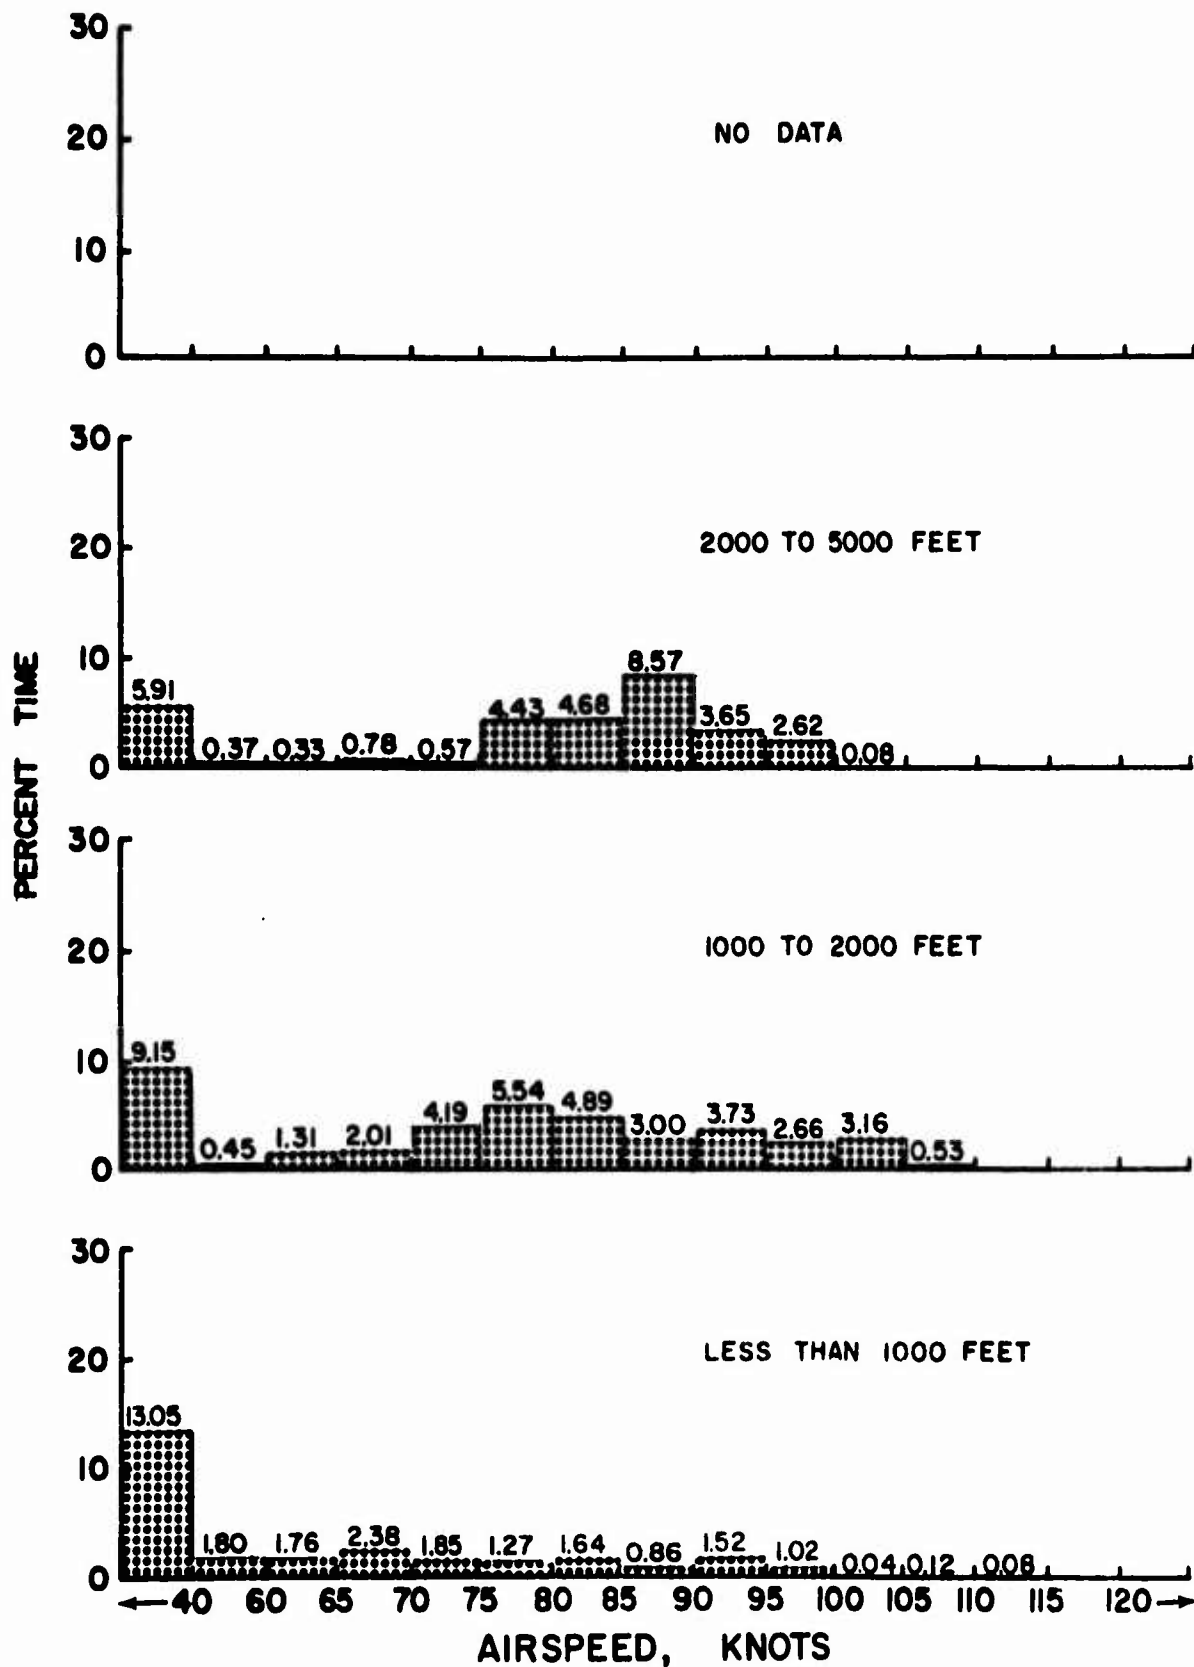 30
20
NO DATA
10
0
30
20
2000 TO 5000 FEET
10
5.91 0.37 0.33 0.78 0.57 4.43 4.68 8.57 3.65 2.62 0.08
0
PERCENT TIME
30
20
1000 TO 2000 FEET
10
9.15 0.45 1.31 2.01 4.19 5.54 4.89 3.00 3.73 2.66 3.16 0.53
0
30
20
LESS THAN 1000 FEET
13.05 1.80 1.76 2.38 1.85 1.27 1.64 0.86 1.52 1.02 0.04 0.12 0.08
10
0
←40 60 65 70 75 80 85 90 95 100 105 110 115 120→
AIRSPEED, KNOTS